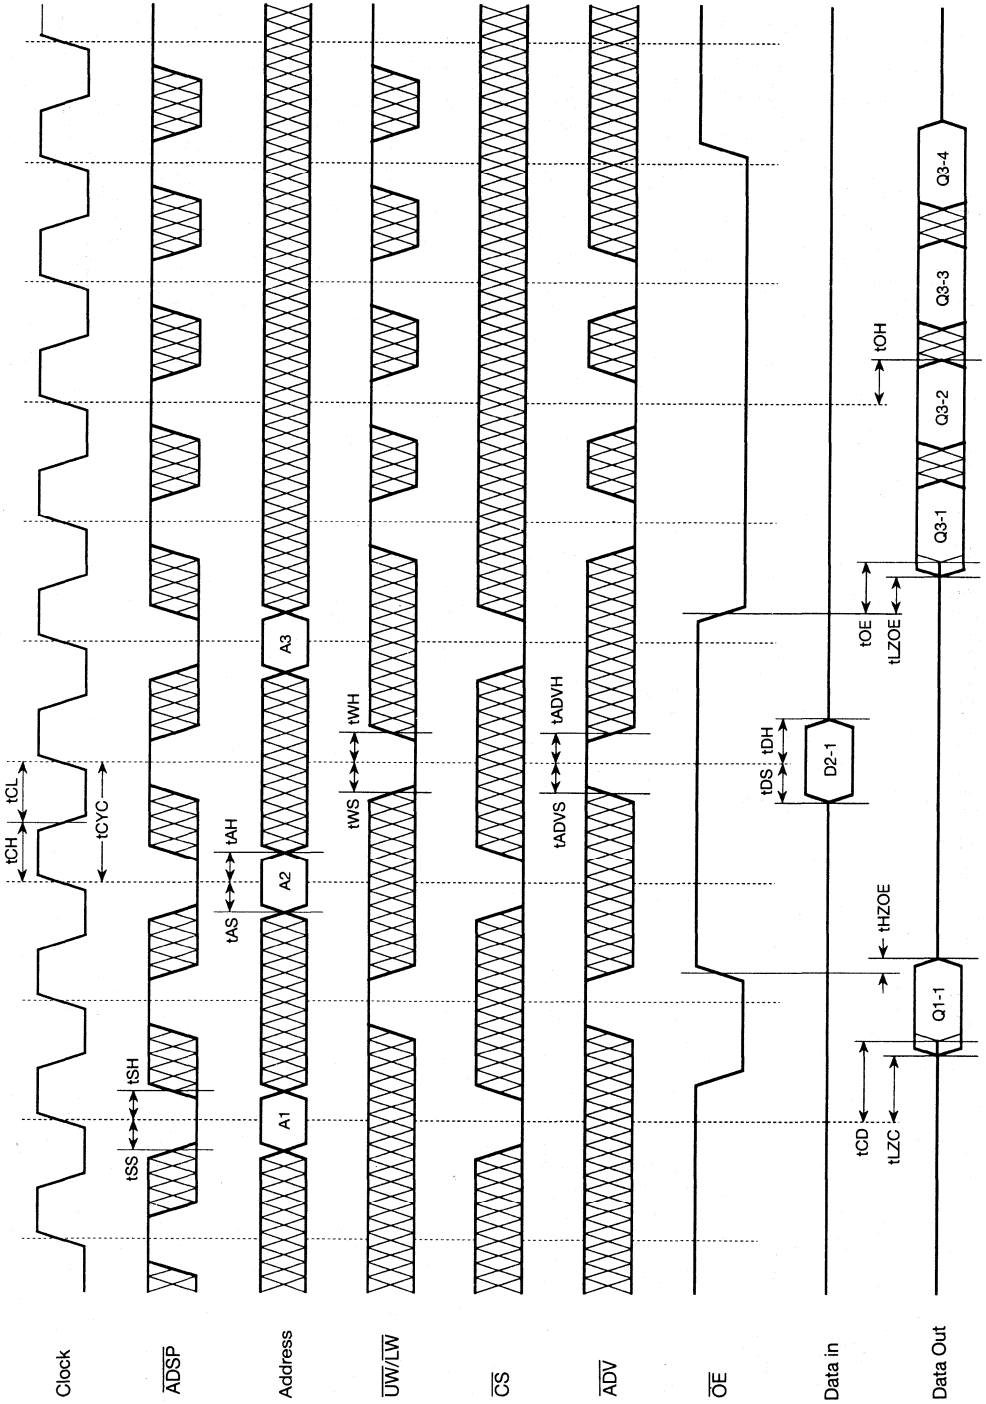 Clock
tCH
tCL
tCYC
ADSP
tSS
tSH
Address
A1
A2
A3
tAS
tAH
UW/LW
tWS
tWH
CS
ADV
tADVS
tADVH
OE
Data in
tDS
tDH
D2-1
Data Out
tCD
tLZC
Q1-1
tHZOE
tOE
tLZOE
Q3-1
Q3-2
tOH
Q3-3
Q3-4